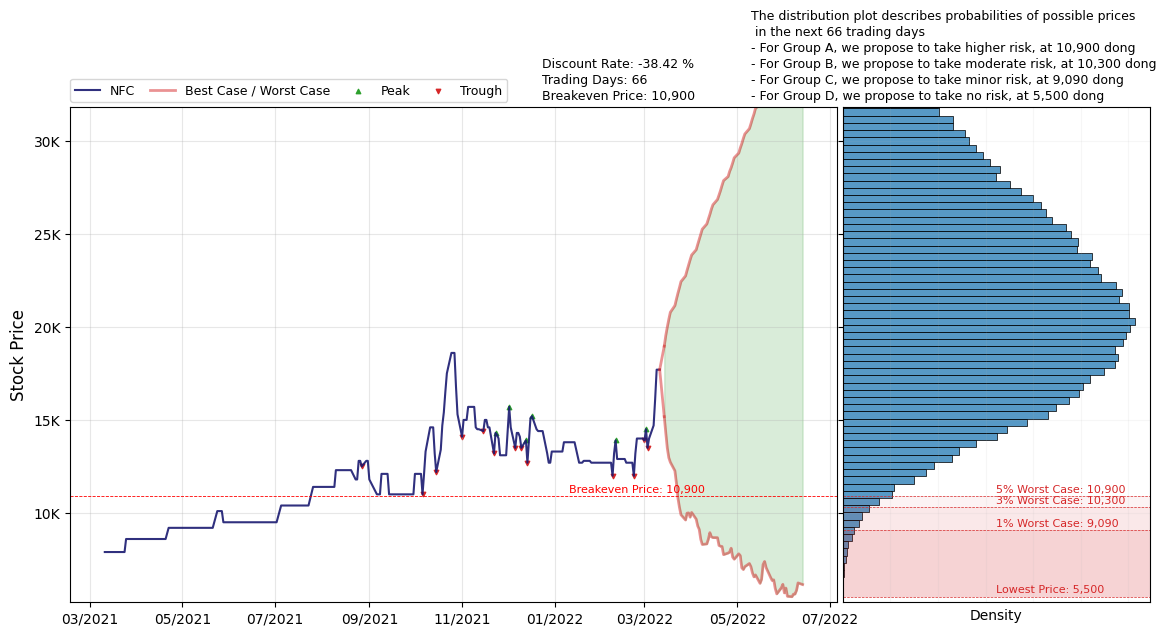 The distribution plot describes probabilities of possible prices
in the next 66 trading days
- For Group A, we propose to take higher risk, at 10,900 dong
- For Group B, we propose to take moderate risk, at 10,300 dong
- For Group C, we propose to take minor risk, at 9,090 dong
- For Group D, we propose to take no risk, at 5,500 dong
Discount Rate: -38.42 %
Trading Days: 66
Breakeven Price: 10,900
NFC
Best Case / Worst Case
Peak
Trough
Stock Price
30K
25K
20K
15K
10K
Breakeven Price: 10,900
5% Worst Case: 10,900
3% Worst Case: 10,300
1% Worst Case: 9,090
Lowest Price: 5,500
03/2021
05/2021
07/2021
09/2021
11/2021
01/2022
03/2022
05/2022
07/2022
Density